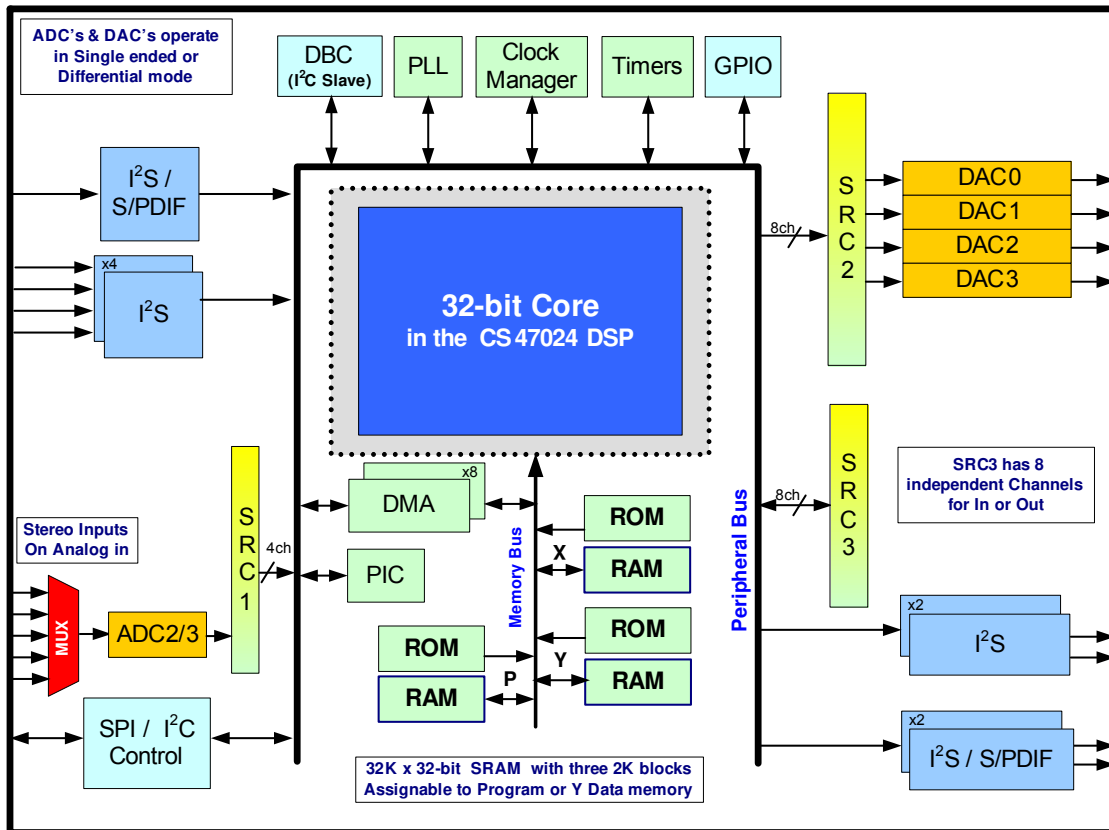 ADC's & DAC's operate
in Single ended or
Differential mode
DBC
(I²C Slave)
PLL
Clock
Manager
Timers
GPIO
I²S /
S/PDIF
x4
I²S
32-bit Core
in the CS47024 DSP
8ch
S
R
C
2
DAC0
DAC1
DAC2
DAC3
S
R
C
1
4ch
x8
DMA
PIC
Memory Bus
ROM
X
RAM
ROM
Y
RAM
ROM
P
RAM
Peripheral Bus
8ch
S
R
C
3
SRC3 has 8
independent Channels
for In or Out
Stereo Inputs
On Analog in
MUX
ADC2/3
SPI / I²C
Control
x2
I²S
x2
I²S / S/PDIF
32K x 32-bit SRAM with three 2K blocks
Assignable to Program or Y Data memory